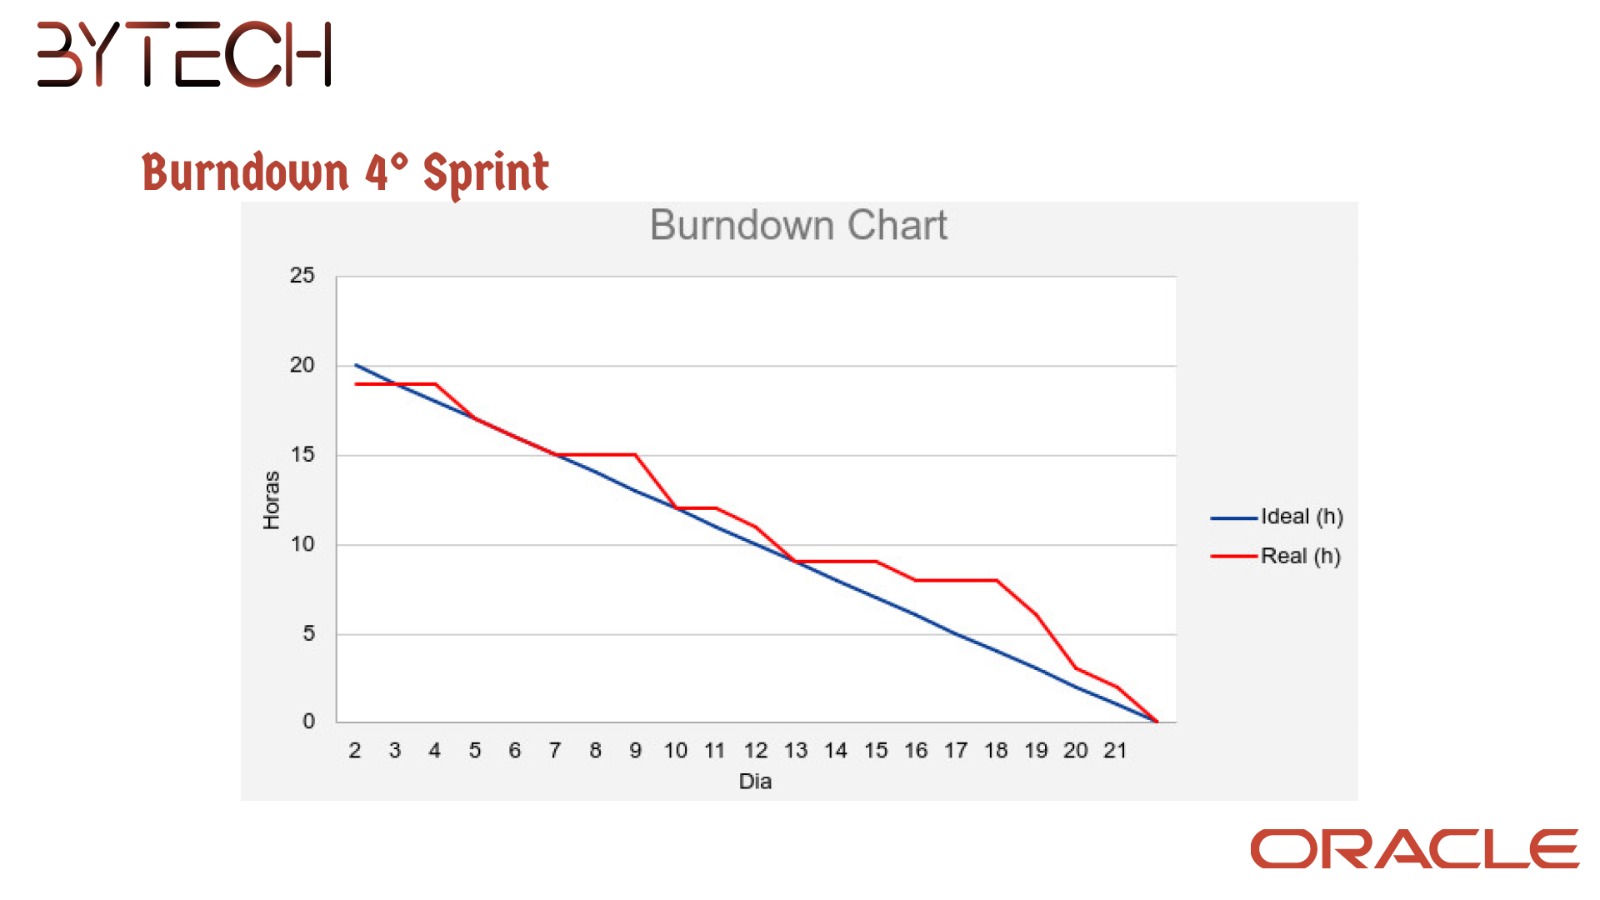 BYTECH
Burndown 4° Sprint
Burndown Chart
25
20
15
10
5
0
Horas
2 3 4 5 6 7 8 9 10 11 12 13 14 15 16 17 18 19 20 21
Dia
Ideal (h)
Real (h)
ORACLE